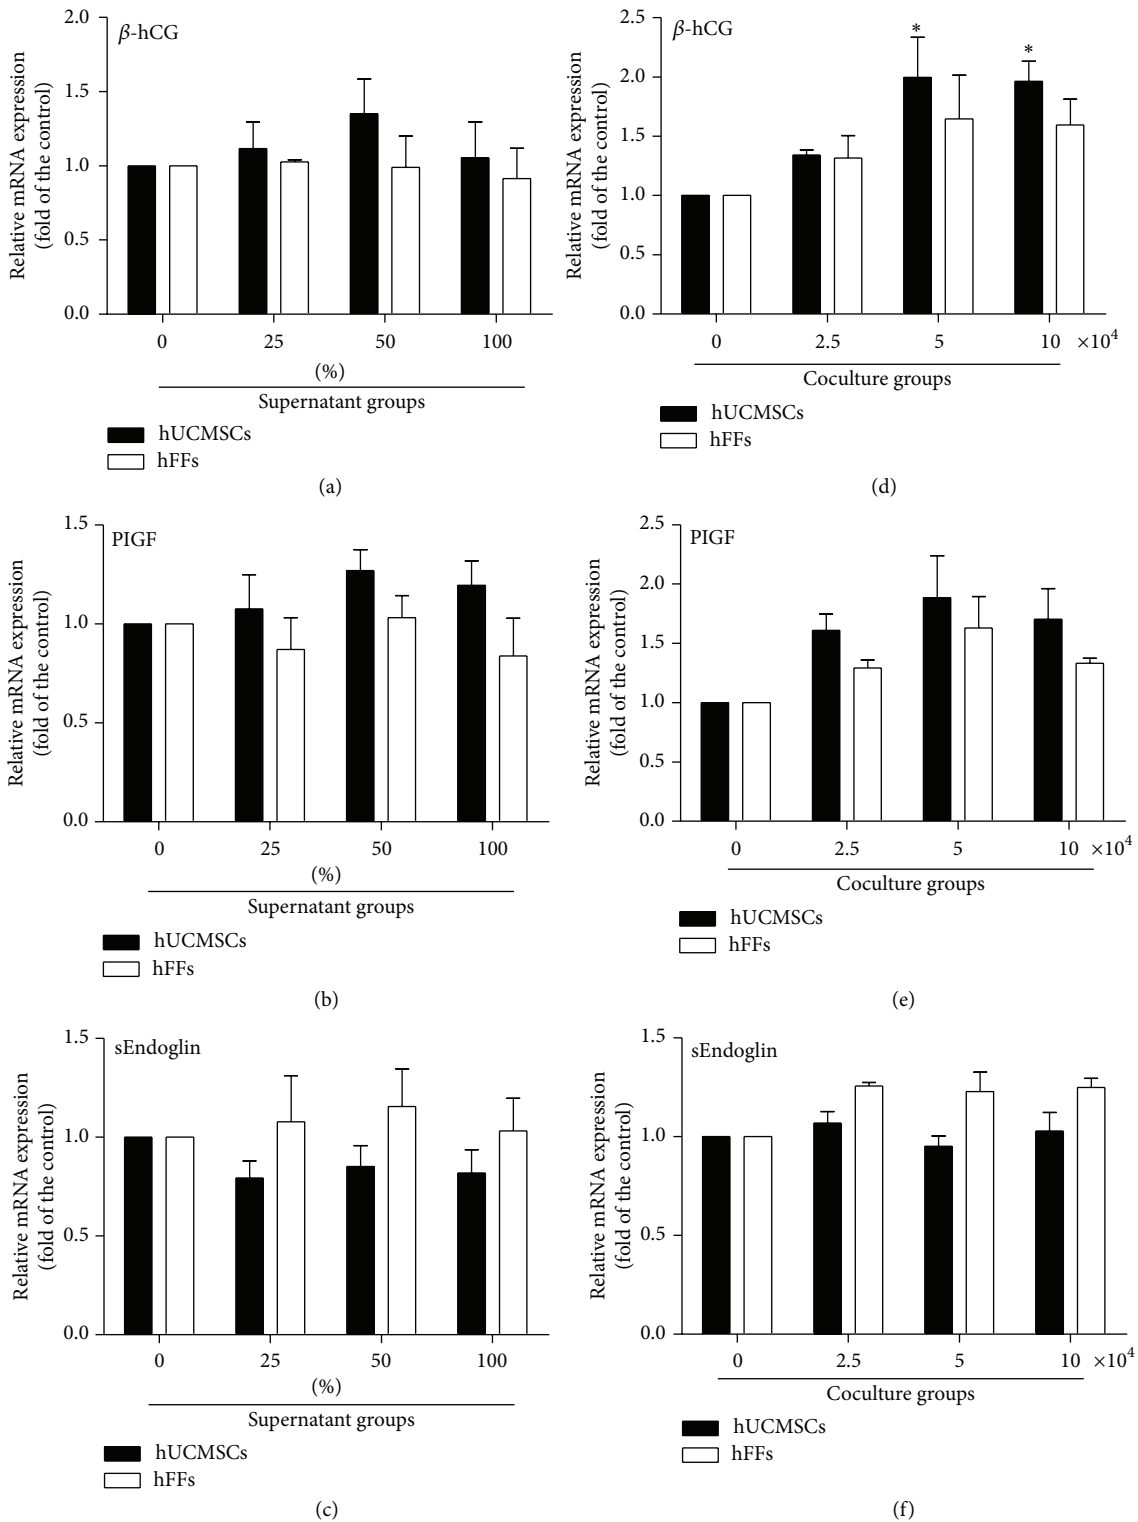 β-hCG
Relative mRNA expression
(fold of the control)
2.0
1.5
1.0
0.5
0.0
0 25 50 100
(%)
Supernatant groups
hUCMSCs
hFFs
(a)
β-hCG
Relative mRNA expression
(fold of the control)
2.5
2.0
1.5
1.0
0.5
0.0
* *
0 2.5 5 10 ×10⁴
Coculture groups
hUCMSCs
hFFs
(d)
PIGF
Relative mRNA expression
(fold of the control)
1.5
1.0
0.5
0.0
0 25 50 100
(%)
Supernatant groups
hUCMSCs
hFFs
(b)
PIGF
Relative mRNA expression
(fold of the control)
2.5
2.0
1.5
1.0
0.5
0.0
0 2.5 5 10 ×10⁴
Coculture groups
hUCMSCs
hFFs
(e)
sEndoglin
Relative mRNA expression
(fold of the control)
1.5
1.0
0.5
0.0
0 25 50 100
(%)
Supernatant groups
hUCMSCs
hFFs
(c)
sEndoglin
Relative mRNA expression
(fold of the control)
1.5
1.0
0.5
0.0
0 2.5 5 10 ×10⁴
Coculture groups
hUCMSCs
hFFs
(f)